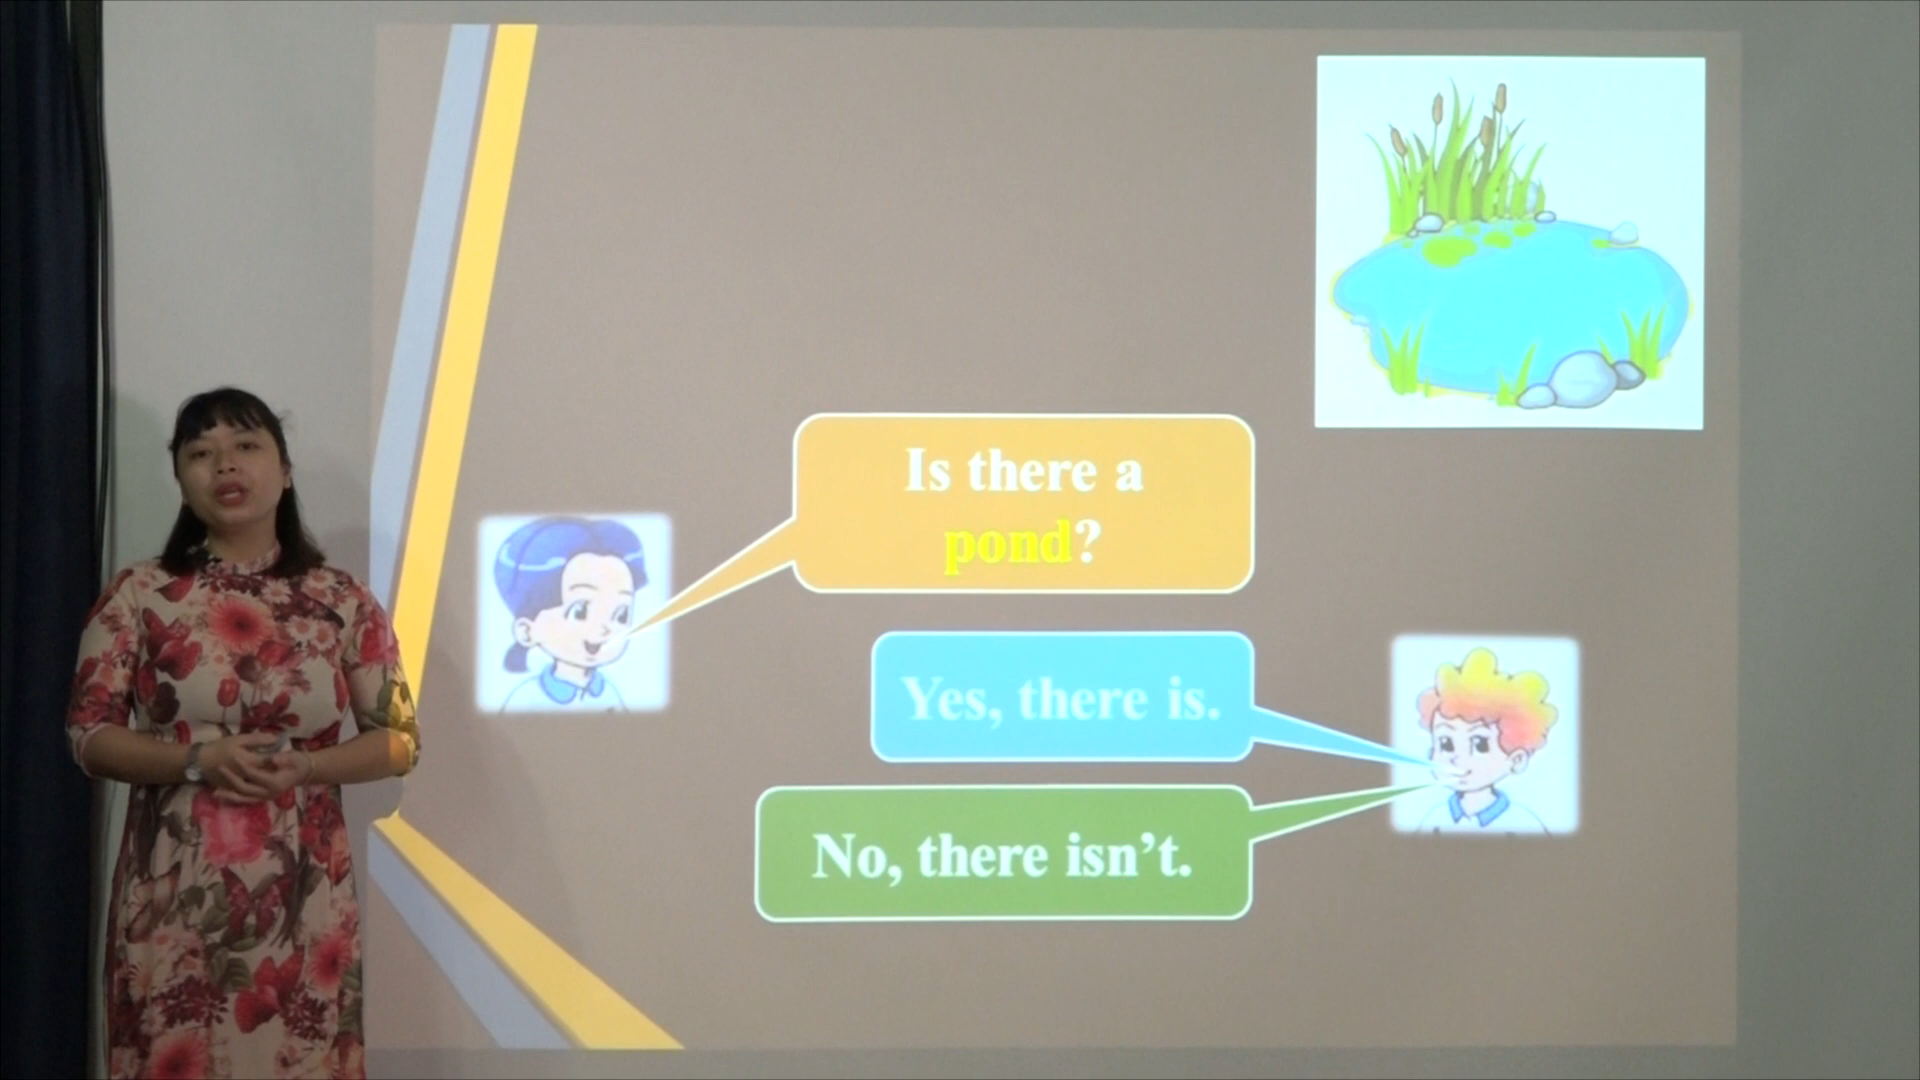 Is there a
pond?
Yes, there is.
No, there isn't.